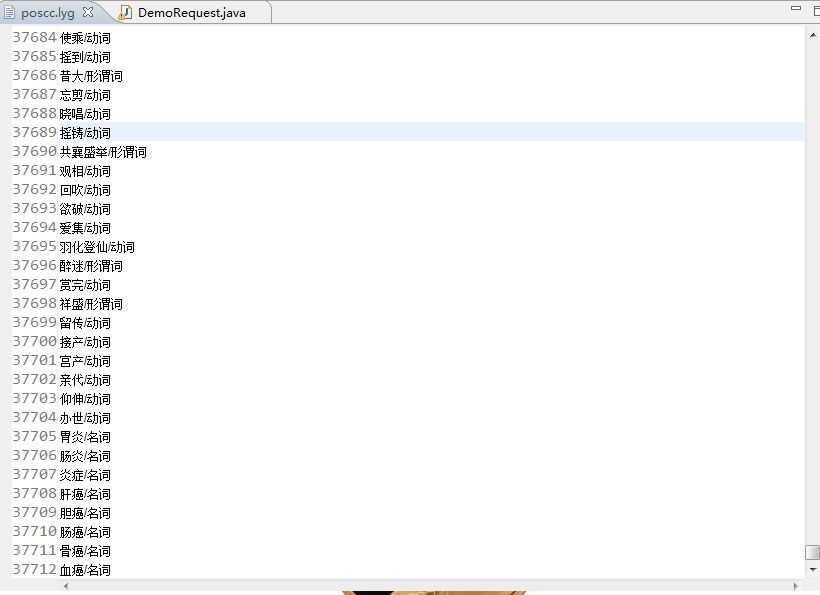 poscc.lyg DemoRequest.java
37684 使乘/动词
37685 摇到/动词
37686 昔大/形谓词
37687 忘剪/动词
37688 晓唱/动词
37689 摇铸/动词
37690 共襄盛举/形谓词
37691 观相/动词
37692 回吹/动词
37693 欲破/动词
37694 爱集/动词
37695 羽化登仙/动词
37696 醉迷/形谓词
37697 赏完/动词
37698 祥盛/形谓词
37699 留传/动词
37700 接产/动词
37701 宫产/动词
37702 亲代/动词
37703 仰伸/动词
37704 办世/动词
37705 胃炎/名词
37706 肠炎/名词
37707 炎症/名词
37708 肝癌/名词
37709 胆癌/名词
37710 肠癌/名词
37711 骨癌/名词
37712 血癌/名词